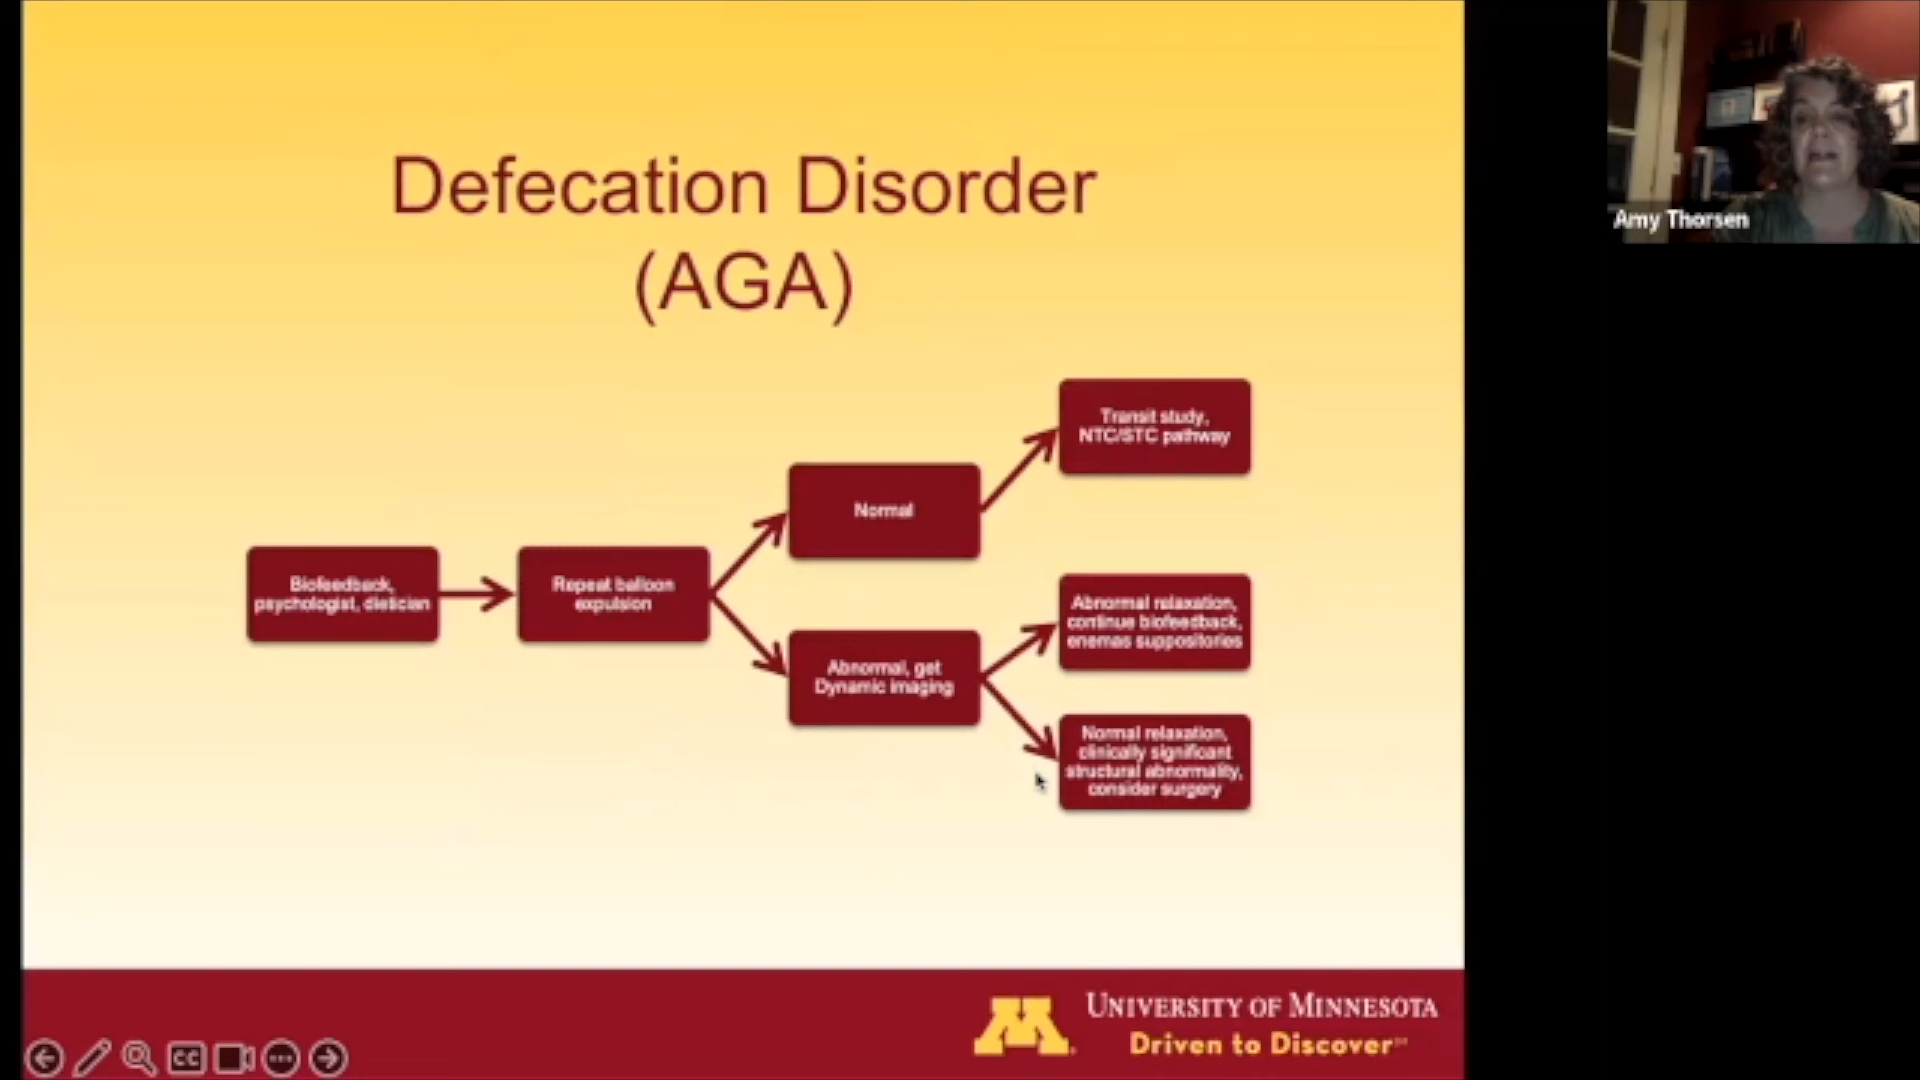 Defecation Disorder
(AGA)
Biofeedback,
psychologist, dietician
Repeat balloon
expulsion
Normal
Abnormal, get
Dynamic imaging
Transit study,
NTC/STC pathway
Abnormal relaxation,
continue biofeedback,
enemas suppositories
Normal relaxation,
clinically significant
structural abnormality,
consider surgery
UNIVERSITY OF MINNESOTA
Driven to Discover℠
CC
Amy Thorsen